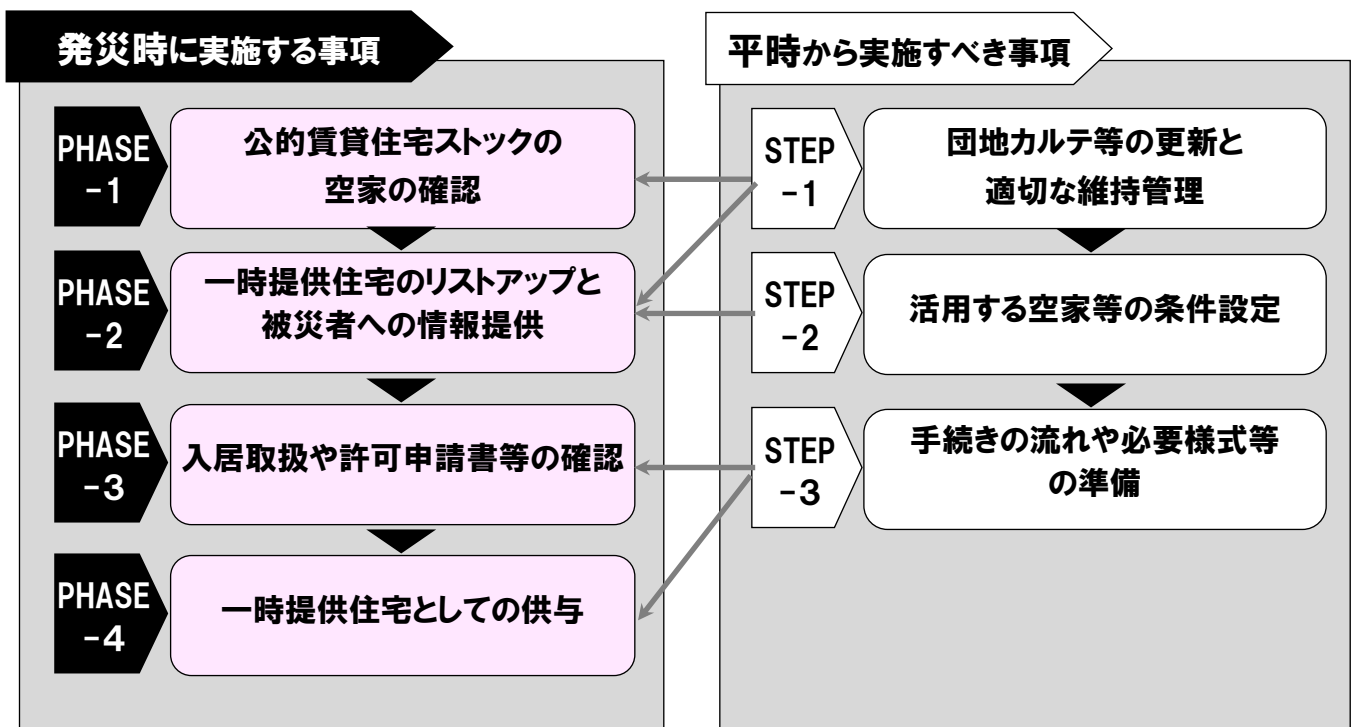 発災時に実施する事項
PHASE
-1
公的賃貸住宅ストックの
空家の確認
PHASE
-2
一時提供住宅のリストアップと
被災者への情報提供
PHASE
-3
入居取扱や許可申請書等の確認
PHASE
-4
一時提供住宅としての供与
平時から実施すべき事項
STEP
-1
団地カルテ等の更新と
適切な維持管理
STEP
-2
活用する空家等の条件設定
STEP
-3
手続きの流れや必要様式等
の準備